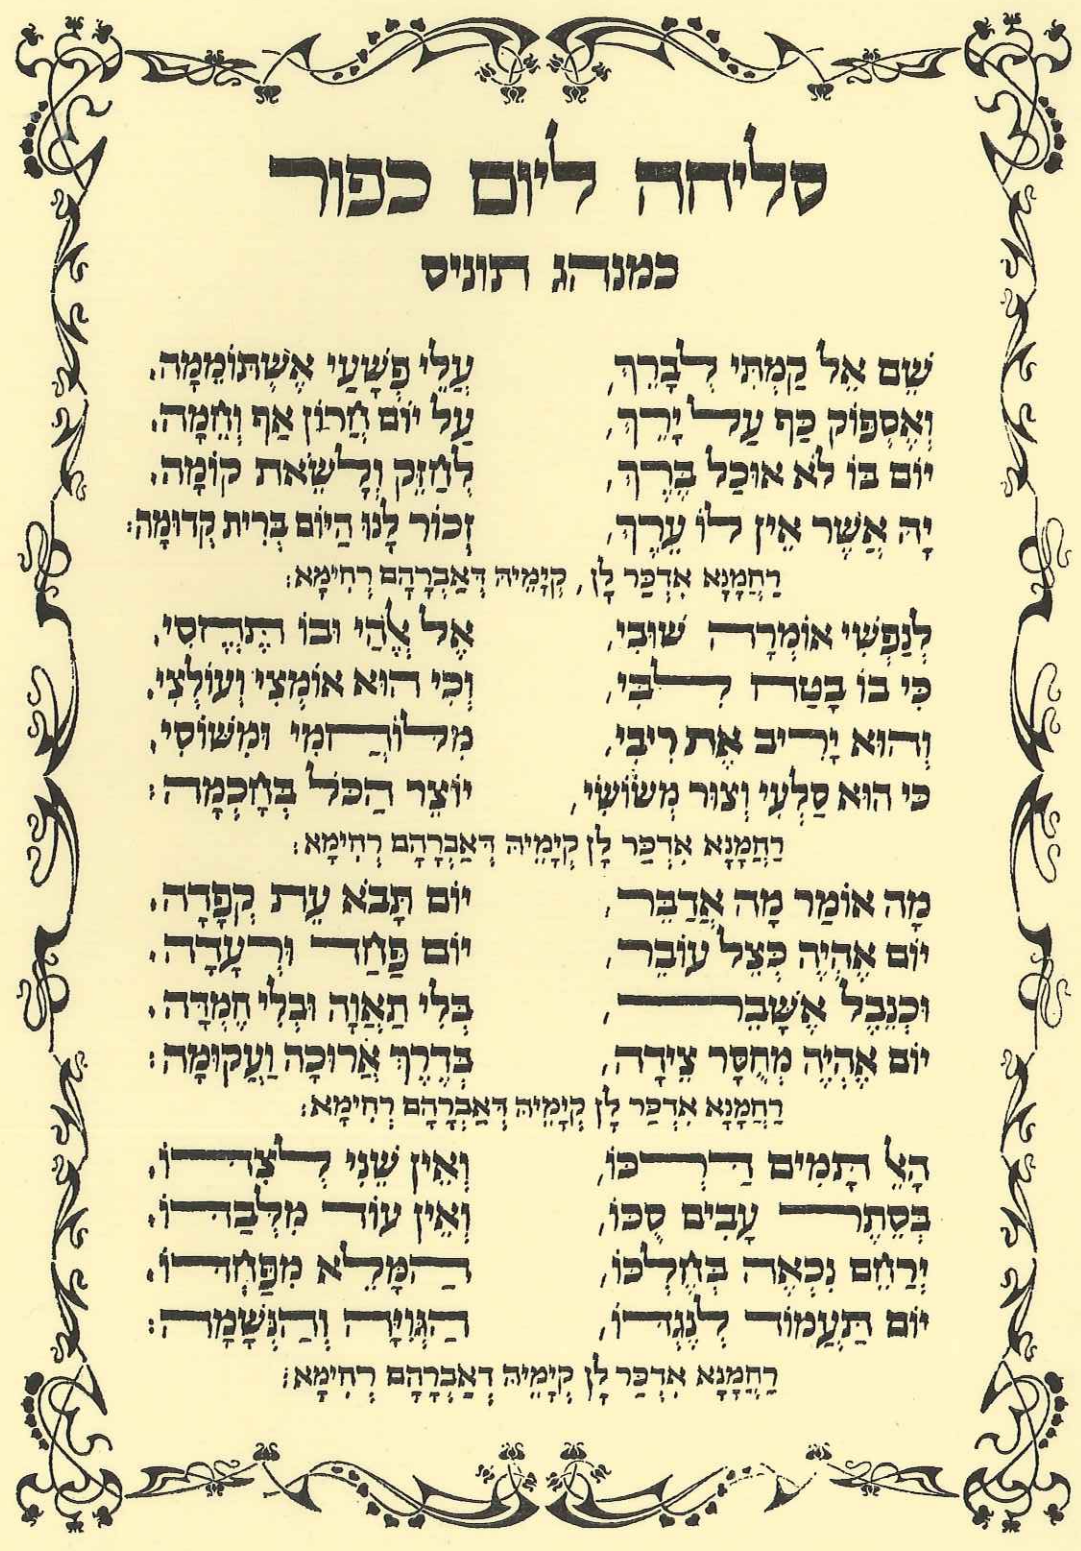 סליחה ליום כפור
כמנהג תוניס
שֵׁם אֵל קַמְתִּי לְבָרֵךְ, עֲלֵי פְשָׁעַי אֶשְׁתּוֹמֵמָה.
וְאֶסְפּוֹק כַּף עַל יָרֵךְ, עַל יוֹם חֲרוֹן אַף וְחֵמָה.
יוֹם בּוֹ לֹא אוּכַל בֶּרֶךְ, לְחַזֵּק וְלָשֵׂאת קוֹמָה.
יָהּ אֲשֶׁר אֵין לוֹ עֵרֶךְ, זְכוֹר לָנוּ הַיּוֹם בְּרִית קְדוּמָה:
רַחֲמָנָא אִדְכַּר לָן, קְיָמֵיהּ דְּאַבְרָהָם רְחִימָא:
לְנַפְשִׁי אוֹמְרָה שׁוּבִי, אֶל אֱלֹהַי וּבוֹ תֶּחֱסִי.
כִּי בוֹ בָּטַח לִבִּי, וְכִי הוּא אוֹמְצִי וְעוֹלְצִי.
וְהוּא יָרִיב אֶת רִיבִי, מִלּוֹחֲמִי וּמִשּׁוֹסִי.
כִּי הוּא סַלְעִי וְצוּר מְשׂוֹשִׂי, יוֹצֵר הַכֹּל בְּחָכְמָה:
רַחֲמָנָא אִדְכַּר לָן קְיָמֵיהּ דְּאַבְרָהָם רְחִימָא:
מָה אוֹמַר מָה אֲדַבֵּר, יוֹם תָּבֹא עֵת קְפָדָה.
יוֹם אֶהְיֶה כְּצֵל עוֹבֵר, יוֹם פַּחַד וּרְעָדָה.
וּכְנֵבֶל אֶשָּׁבֵר, בְּלִי תַאֲוָה וּבְלִי חֶמְדָּה.
יוֹם אֶהְיֶה מְחֻסָּר צֵידָה, בְּדֶרֶךְ אֲרוּכָה וַעֲקוּמָה:
רַחֲמָנָא אִדְכַּר לָן קְיָמֵיהּ דְּאַבְרָהָם רְחִימָא:
הָאֵל תָּמִים דַּרְכּוֹ, וְאֵין שֵׁנִי לְצִדּוֹ.
בְּסֵתֶר עָבִים סֻכּוֹ, וְאֵין עוֹד מִלְּבַדּוֹ.
יְרַחֵם נִכְאֶה בְּחֶלְכּוֹ, הַמָּלֵא מִפַּחְדּוֹ.
יוֹם תַּעֲמוֹד לְנֶגְדּוֹ, הַגְּוִיָּה וְהַנְּשָׁמָה:
רַחֲמָנָא אִדְכַּר לָן קְיָמֵיהּ דְאַבְרָהָם רְחִימָא: